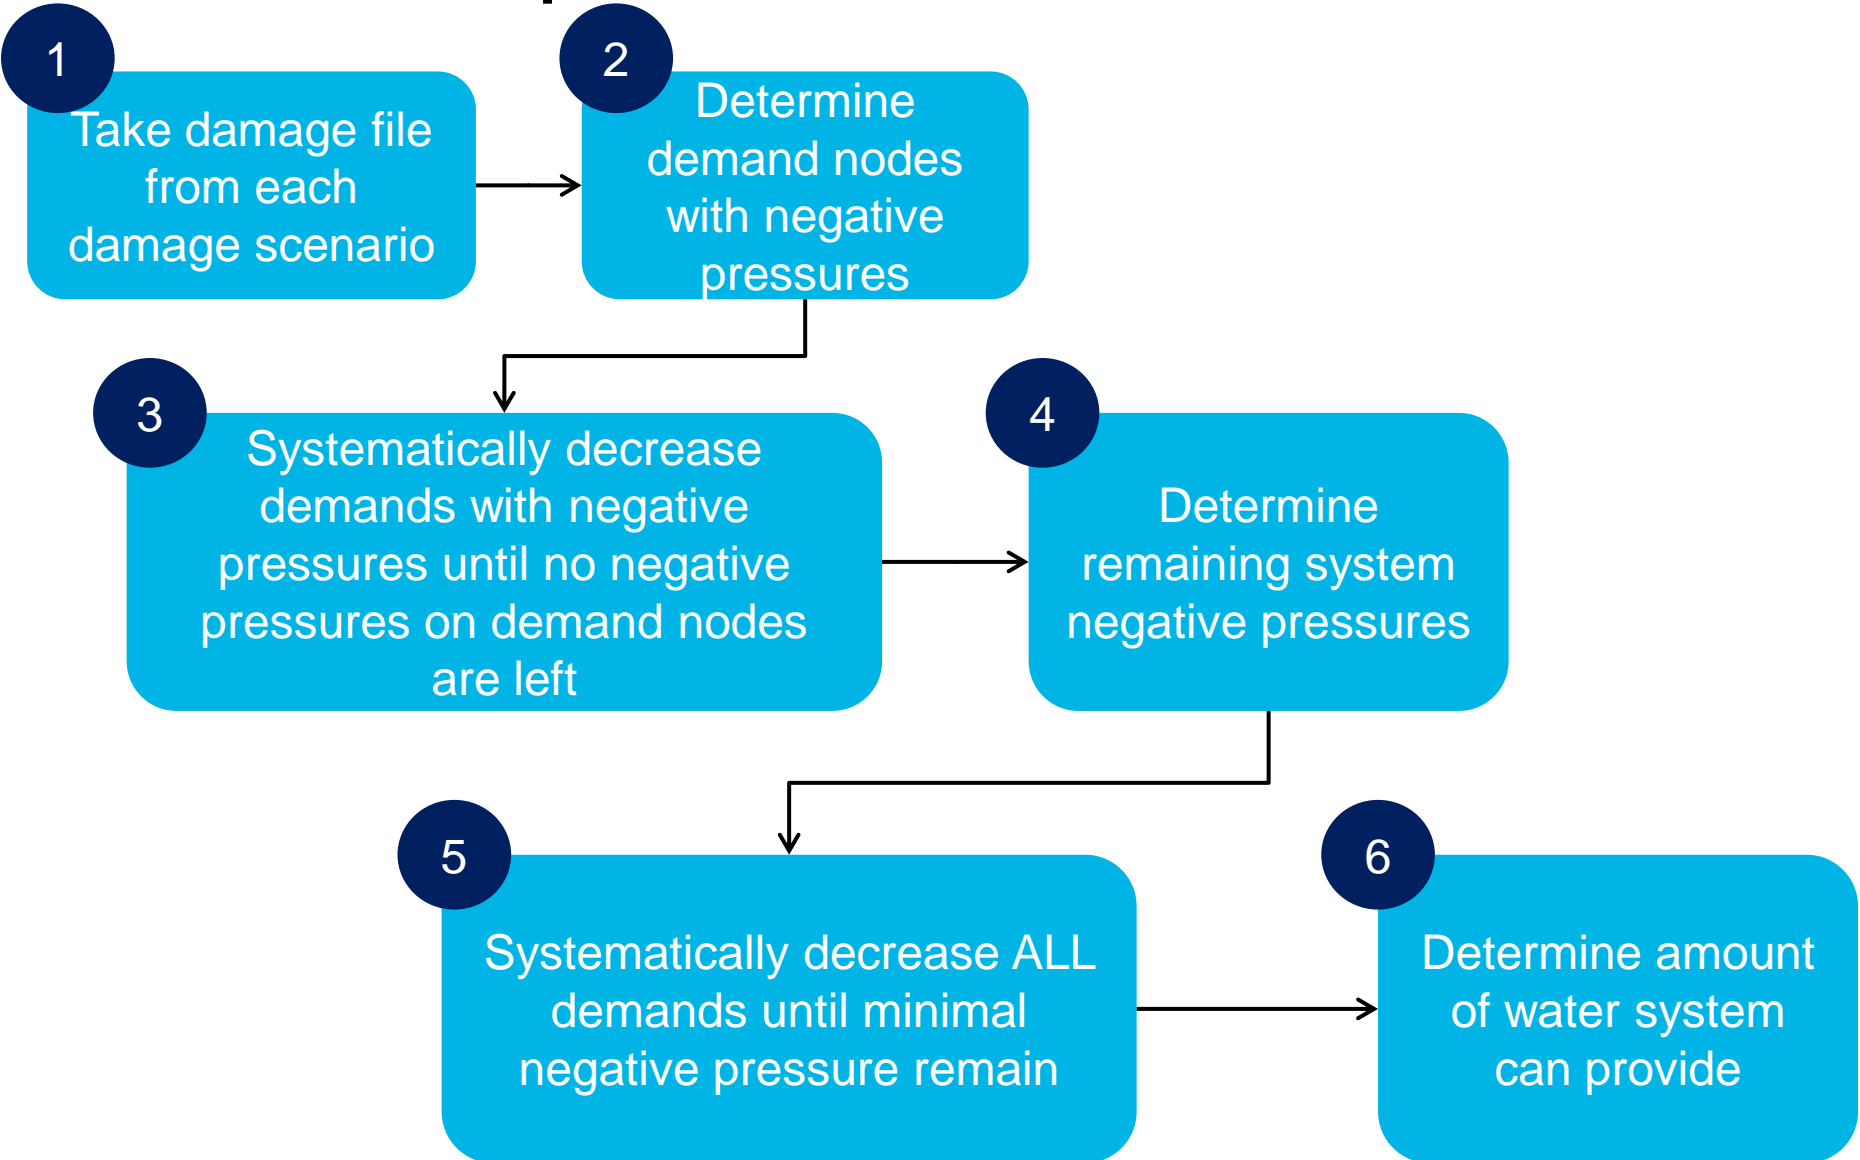 1
Take damage file
from each
damage scenario
2
Determine
demand nodes
with negative
pressures
3
Systematically decrease
demands with negative
pressures until no negative
pressures on demand nodes
are left
4
Determine
remaining system
negative pressures
5
Systematically decrease ALL
demands until minimal
negative pressure remain
6
Determine amount
of water system
can provide